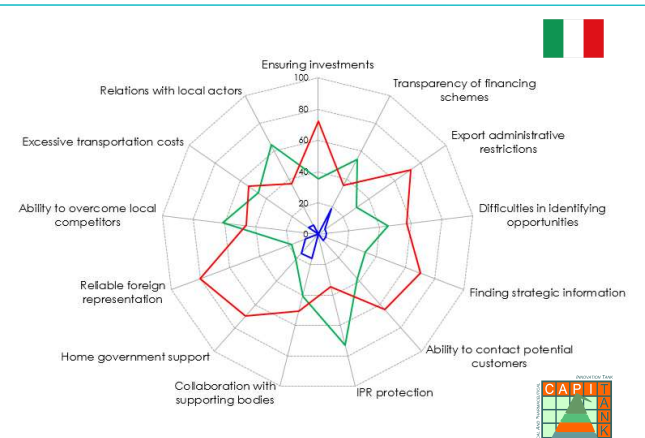 Ensuring investments
100
Relations with local actors
Transparency of financing
schemes
80
Excessive transportation costs
60
Export administrative
restrictions
40
Ability to overcome local
competitors
20
Difficulties in identifying
opportunities
0
Reliable foreign
representation
Finding strategic information
Home government support
Ability to contact potential
customers
Collaboration with
supporting bodies
IPR protection
INNOVATION TANK
CAPI
T
A
N
K